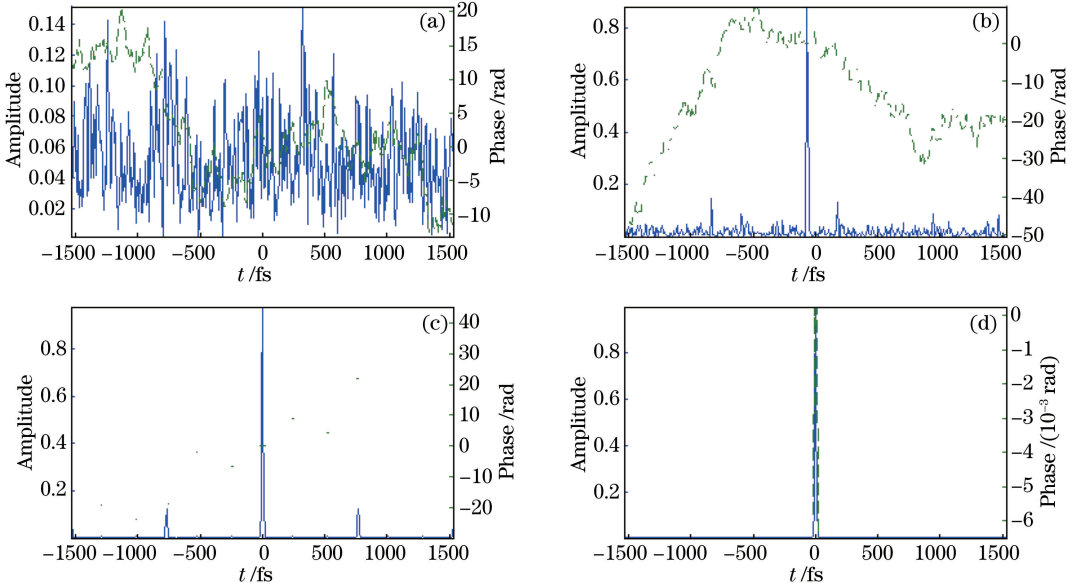 (a)
0.14
0.12
0.10
0.08
0.06
0.04
0.02
Amplitude
20
15
10
5
0
−5
−10
Phase /rad
−1500 −1000 −500 0 500 1000 1500
t /fs
(b)
0.8
0.6
0.4
0.2
Amplitude
0
−10
−20
−30
−40
−50
Phase /rad
−1500 −1000 −500 0 500 1000 1500
t /fs
(c)
0.8
0.6
0.4
0.2
Amplitude
40
30
20
10
0
−10
−20
Phase /rad
−1500 −1000 −500 0 500 1000 1500
t /fs
(d)
0.8
0.6
0.4
0.2
Amplitude
0
−1
−2
−3
−4
−5
−6
Phase /(10⁻³ rad)
−1500 −1000 −500 0 500 1000 1500
t /fs